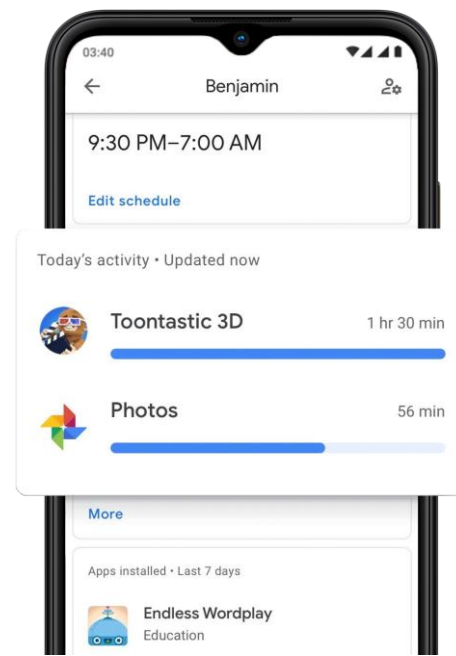 03:40
Benjamin
9:30 PM–7:00 AM
Edit schedule
Today's activity • Updated now
Toontastic 3D 1 hr 30 min
Photos 56 min
More
Apps installed • Last 7 days
Endless Wordplay
Education